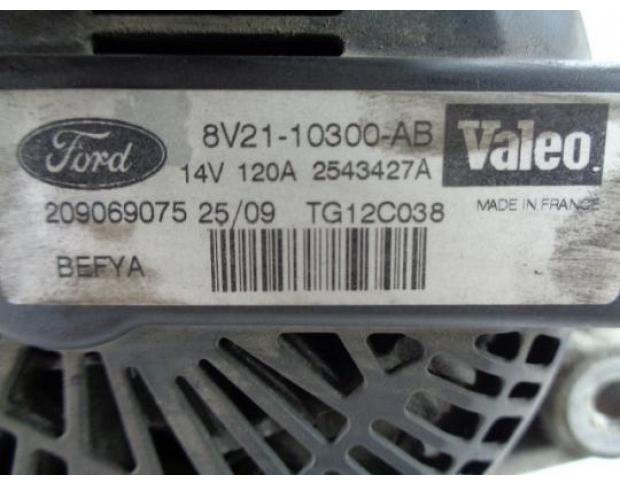 Ford 8V21-10300-AB Valeo
14V 120A 2543427A
209069075 25/09 TG12C038 MADE IN FRANCE
BEFYA